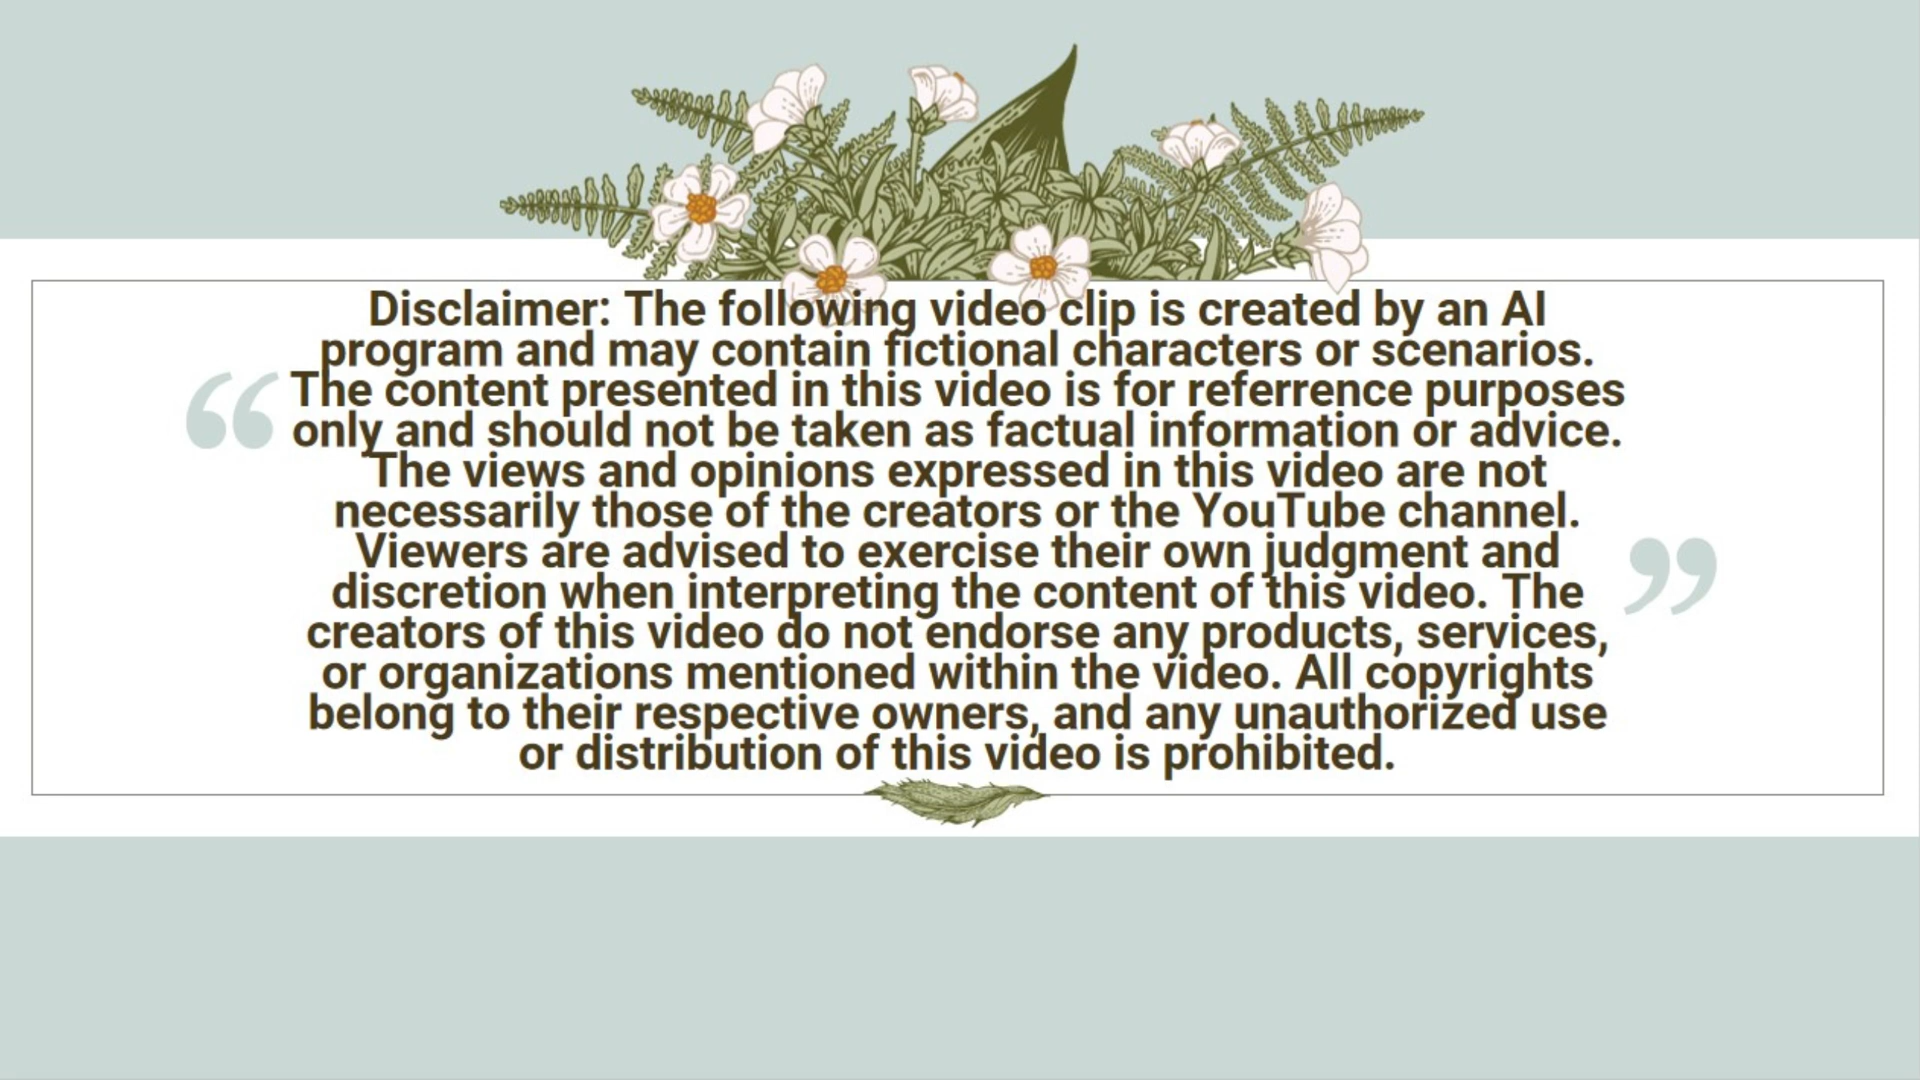 Disclaimer: The following video clip is created by an AI
program and may contain fictional characters or scenarios.
“ The content presented in this video is for referrence purposes
only and should not be taken as factual information or advice.
The views and opinions expressed in this video are not
necessarily those of the creators or the YouTube channel.
Viewers are advised to exercise their own judgment and
discretion when interpreting the content of this video. The ”
creators of this video do not endorse any products, services,
or organizations mentioned within the video. All copyrights
belong to their respective owners, and any unauthorized use
or distribution of this video is prohibited.